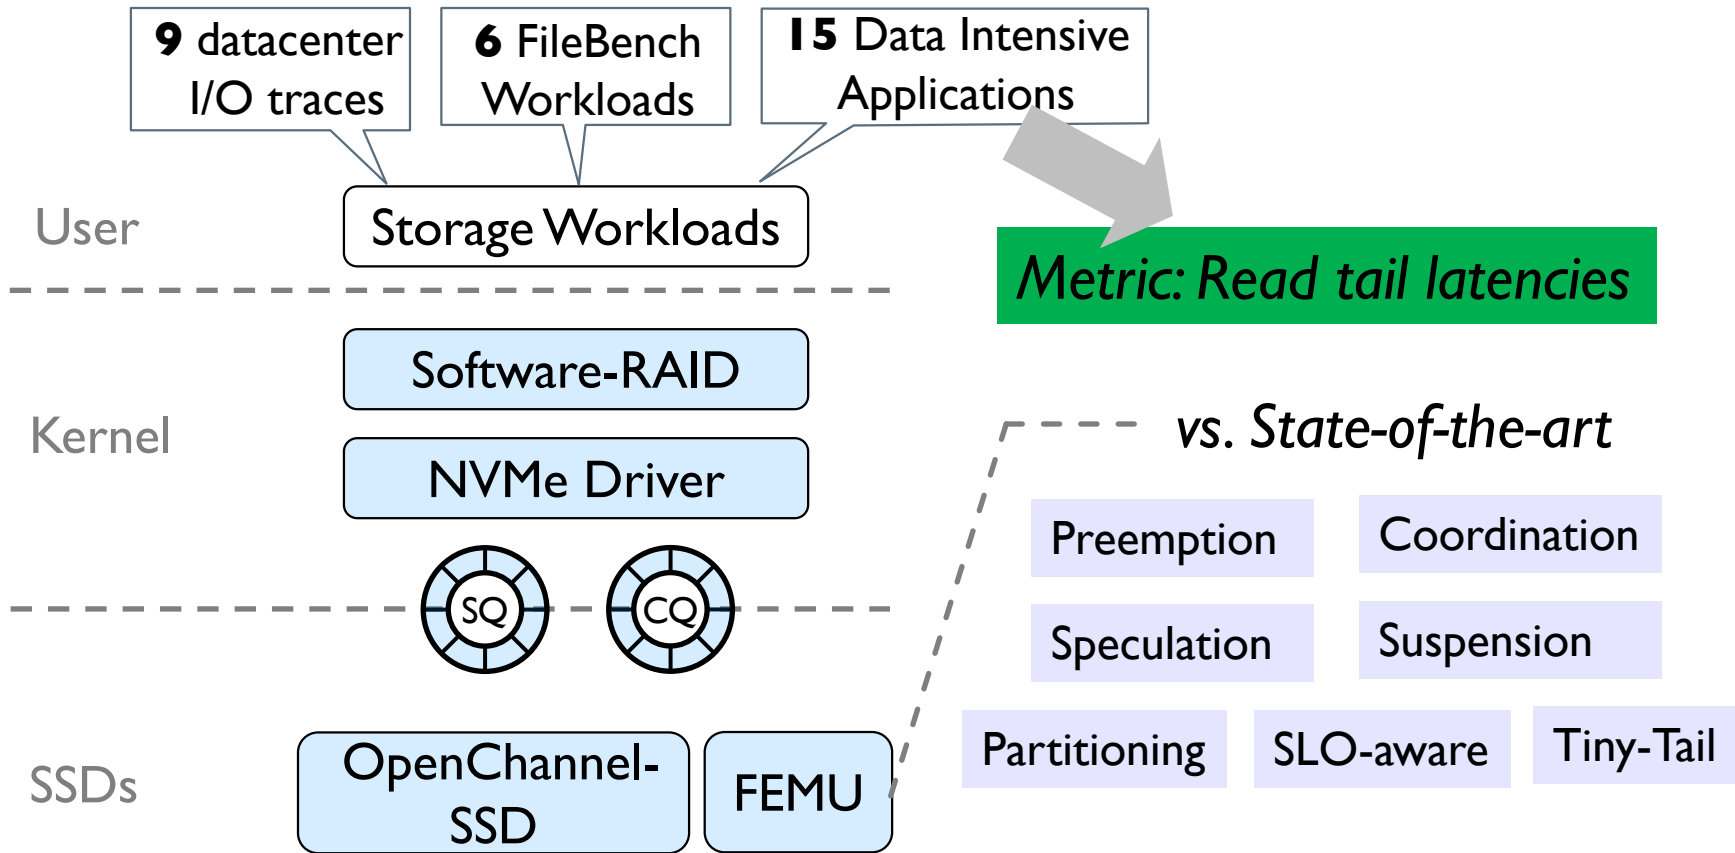 9 datacenter
I/O traces
6 FileBench
Workloads
15 Data Intensive
Applications
User
Storage Workloads
Metric: Read tail latencies
Kernel
Software-RAID
NVMe Driver
vs. State-of-the-art
SQ
CQ
Preemption
Coordination
Speculation
Suspension
Partitioning
SLO-aware
Tiny-Tail
SSDs
OpenChannel-
SSD
FEMU